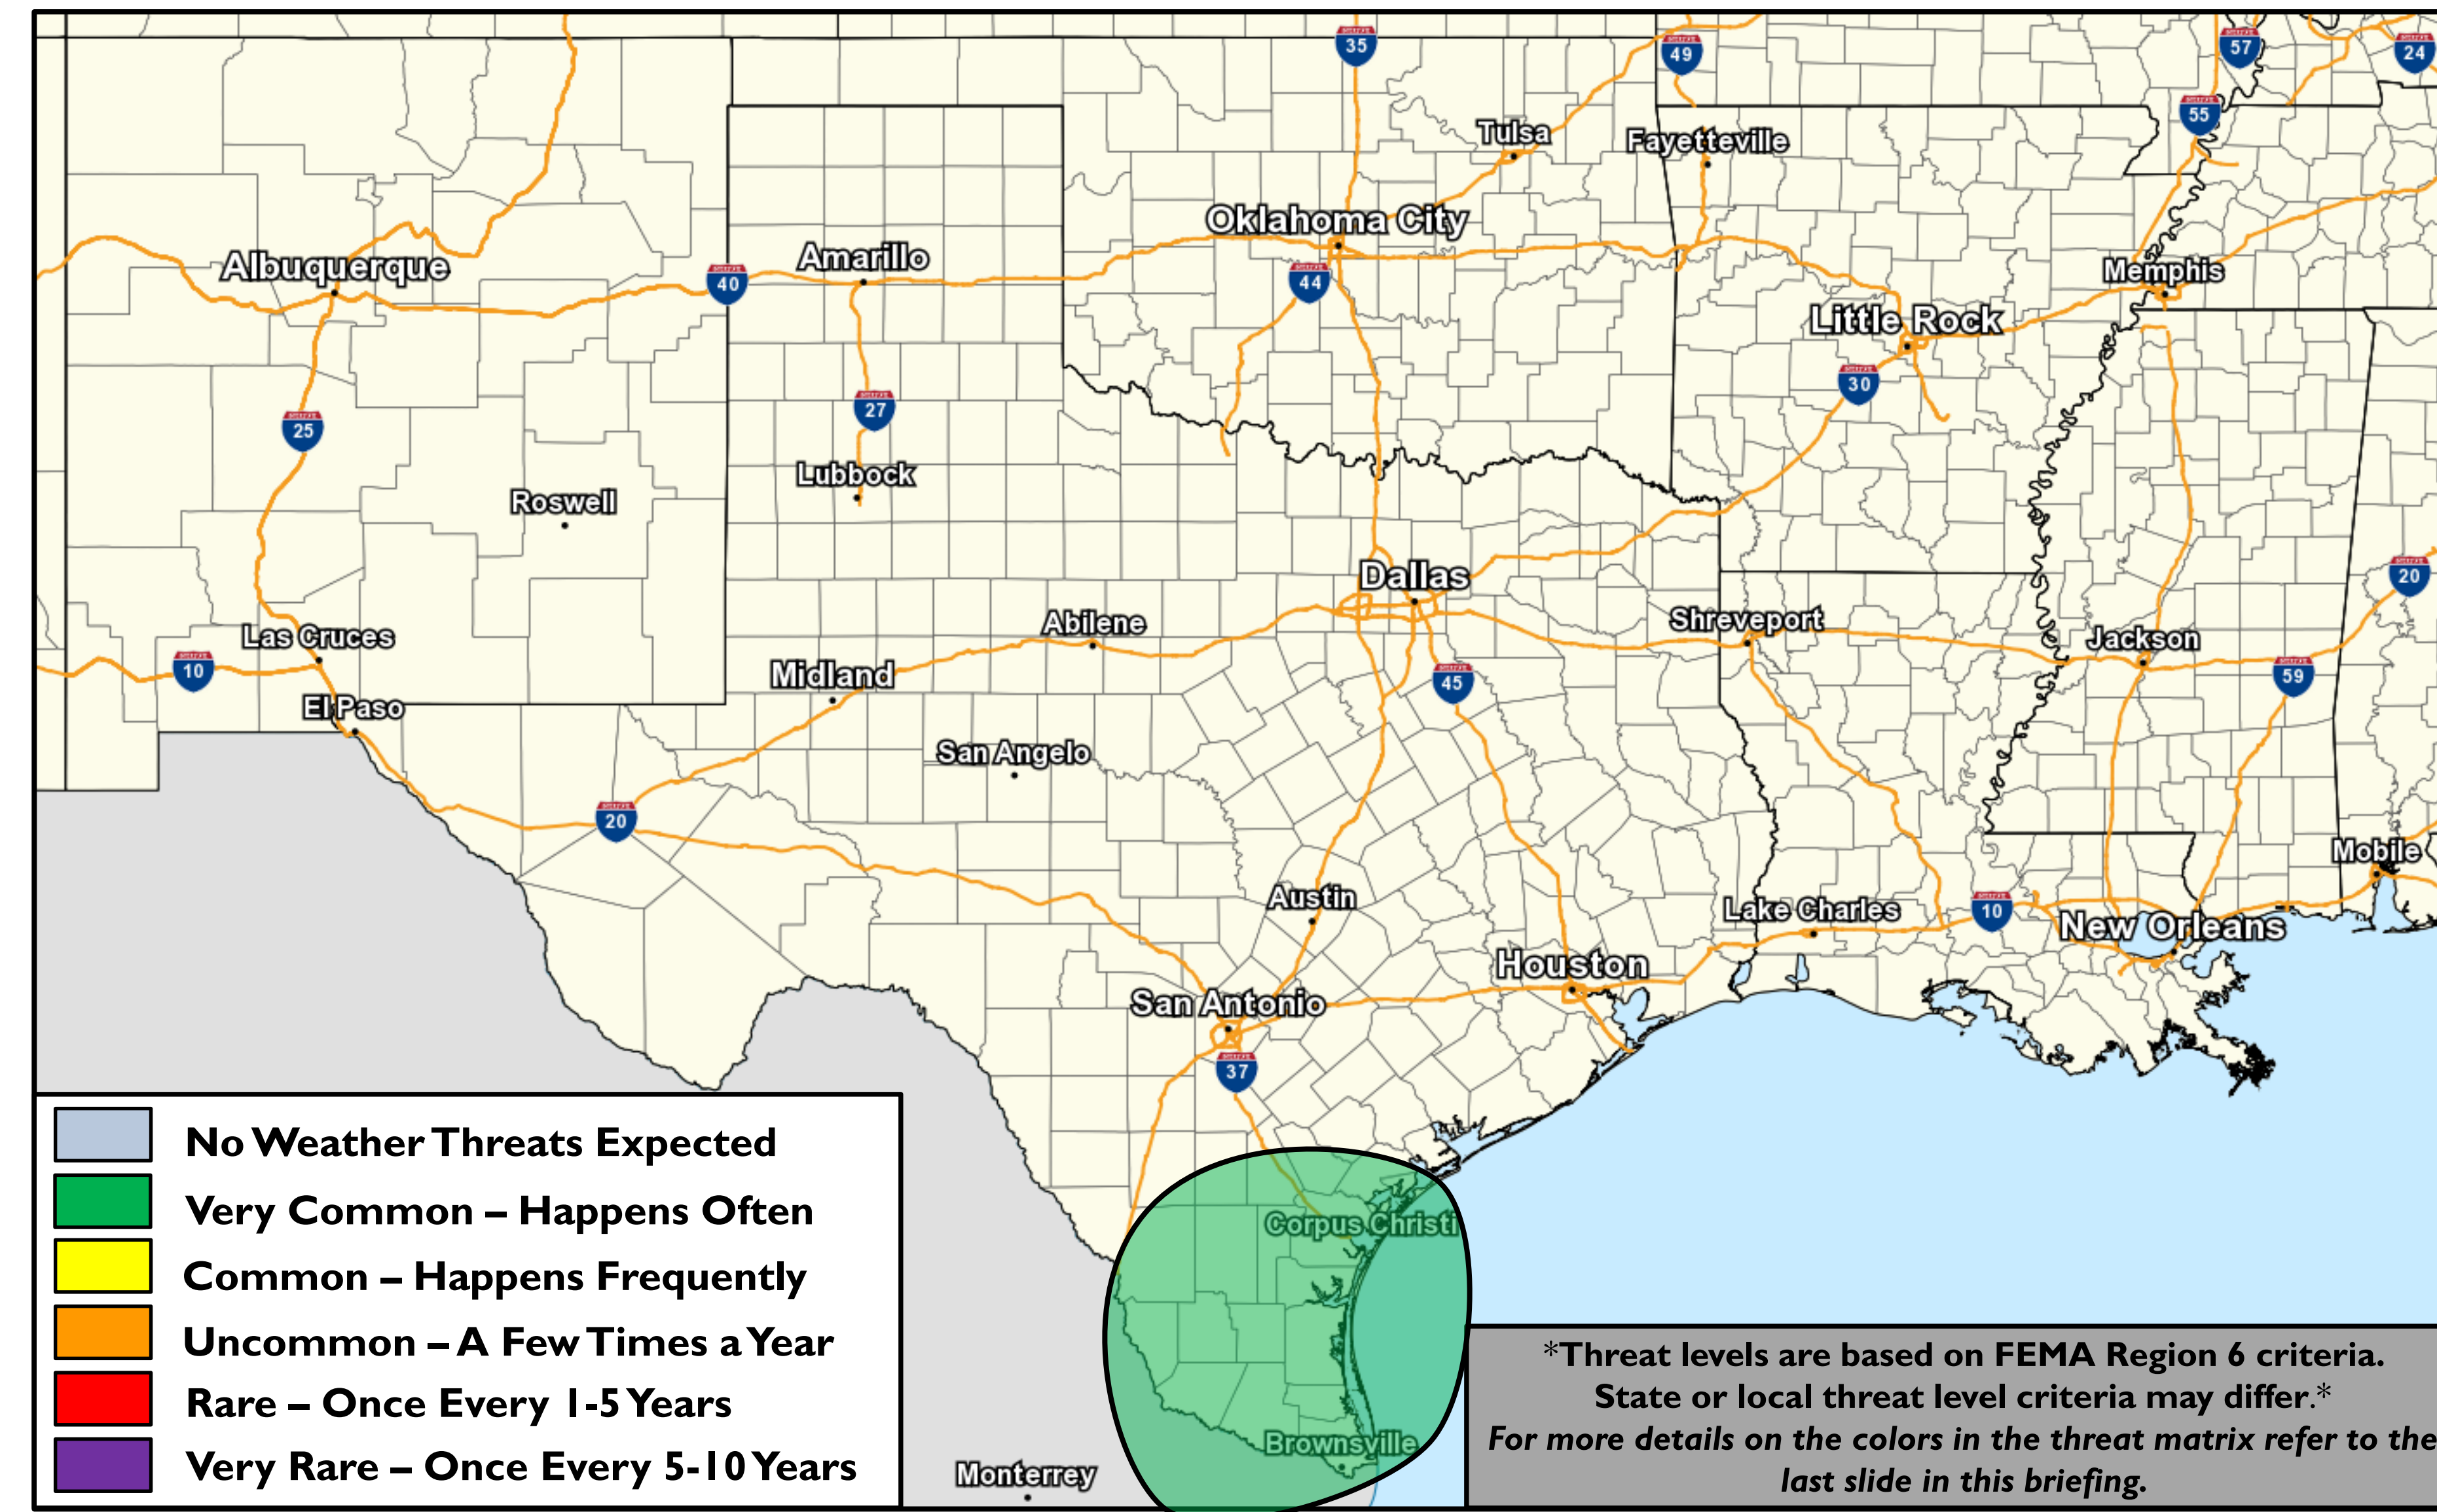 35
49
57
24
55
Tulsa
Fayetteville
Oklahoma City
Albuquerque
Amarillo
40
44
Memphis
Little Rock
30
25
27
Lubbock
Roswell
Dallas
20
Las Cruces
Abilene
Shreveport
Jackson
10
Midland
45
59
El Paso
San Angelo
20
Mobile
Austin
Lake Charles
10
New Orleans
Houston
San Antonio
37
Corpus Christi
Brownsville
Monterrey
No Weather Threats Expected
Very Common – Happens Often
Common – Happens Frequently
Uncommon – A Few Times a Year
Rare – Once Every 1-5 Years
Very Rare – Once Every 5-10 Years
*Threat levels are based on FEMA Region 6 criteria.
State or local threat level criteria may differ.*
For more details on the colors in the threat matrix refer to the
last slide in this briefing.